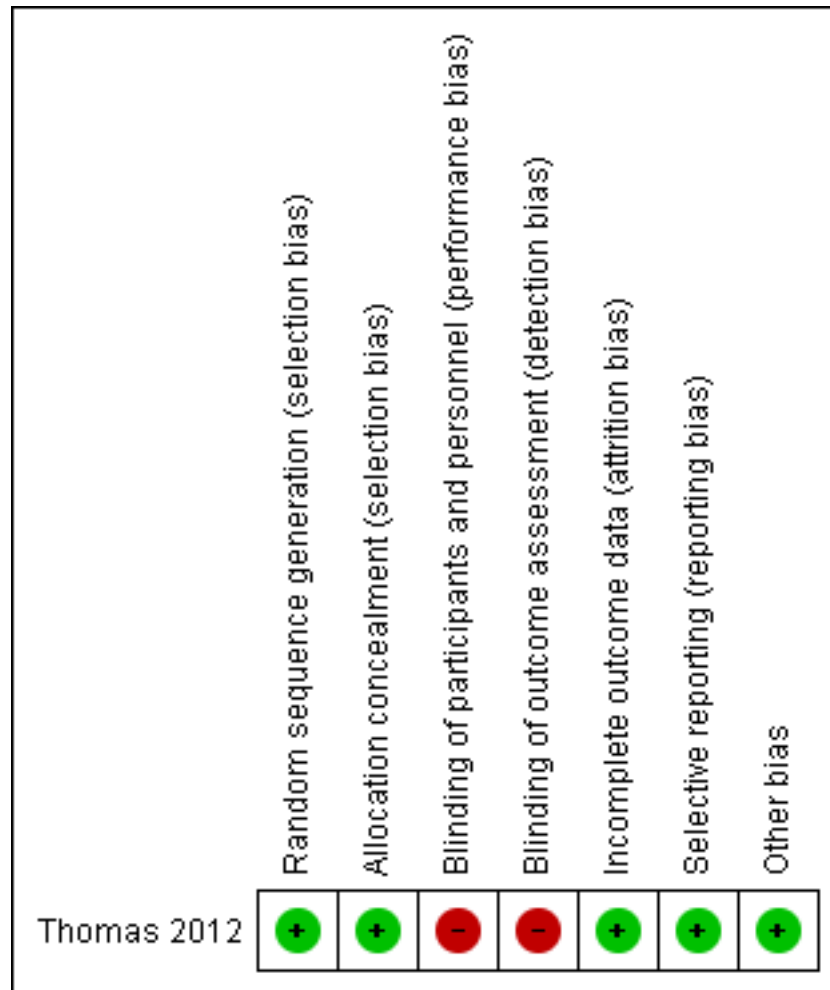 Random sequence generation (selection bias)
Allocation concealment (selection bias)
Blinding of participants and personnel (performance bias)
Blinding of outcome assessment (detection bias)
Incomplete outcome data (attrition bias)
Selective reporting (reporting bias)
Other bias
Thomas 2012 + + - - + + +